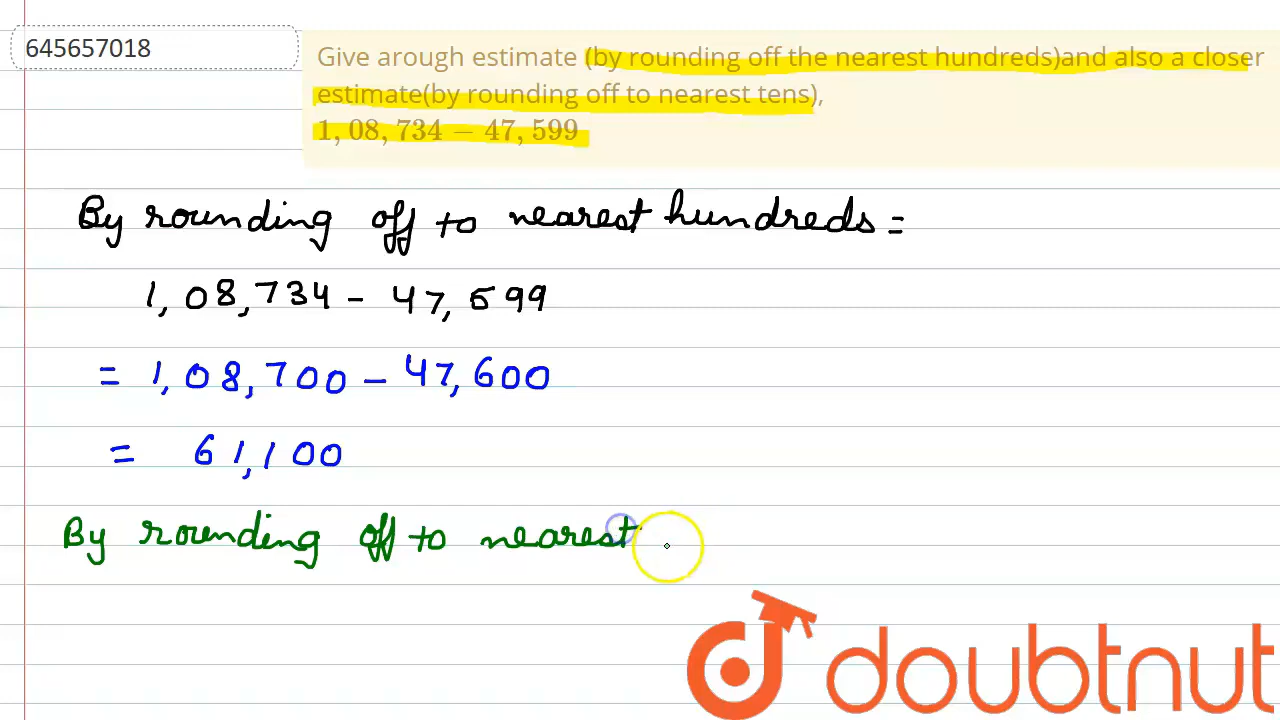 645657018
Give arough estimate (by rounding off the nearest hundreds)and also a closer
estimate(by rounding off to nearest tens),
1, 08, 734 − 47, 599
By rounding off to nearest hundreds =
1, 08, 734 - 47, 599
= 1, 08, 700 - 47, 600
= 61, 100
By rounding off to nearest
doubtnut